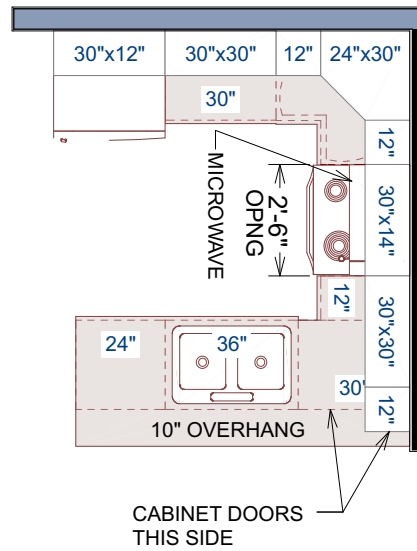 30"x12" 30"x30" 12" 24"x30"
30"
12"
MICROWAVE
2'-6"
OPNG
30"x14"
12"
30"x30"
24" 36"
30"
12"
10" OVERHANG
CABINET DOORS
THIS SIDE